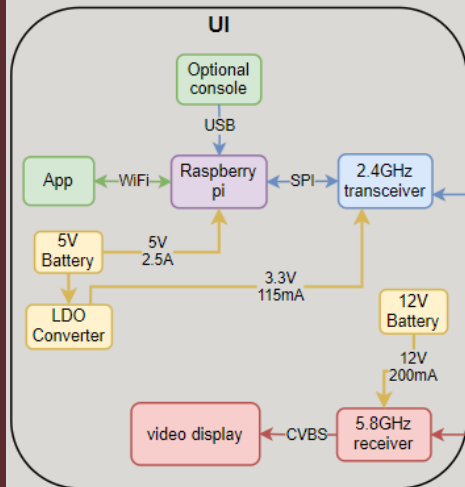 UI
Optional
console
USB
App
WiFi
Raspberry
pi
SPI
2.4GHz
transceiver
5V
Battery
5V
2.5A
LDO
Converter
3.3V
115mA
12V
Battery
12V
200mA
video display
CVBS
5.8GHz
receiver